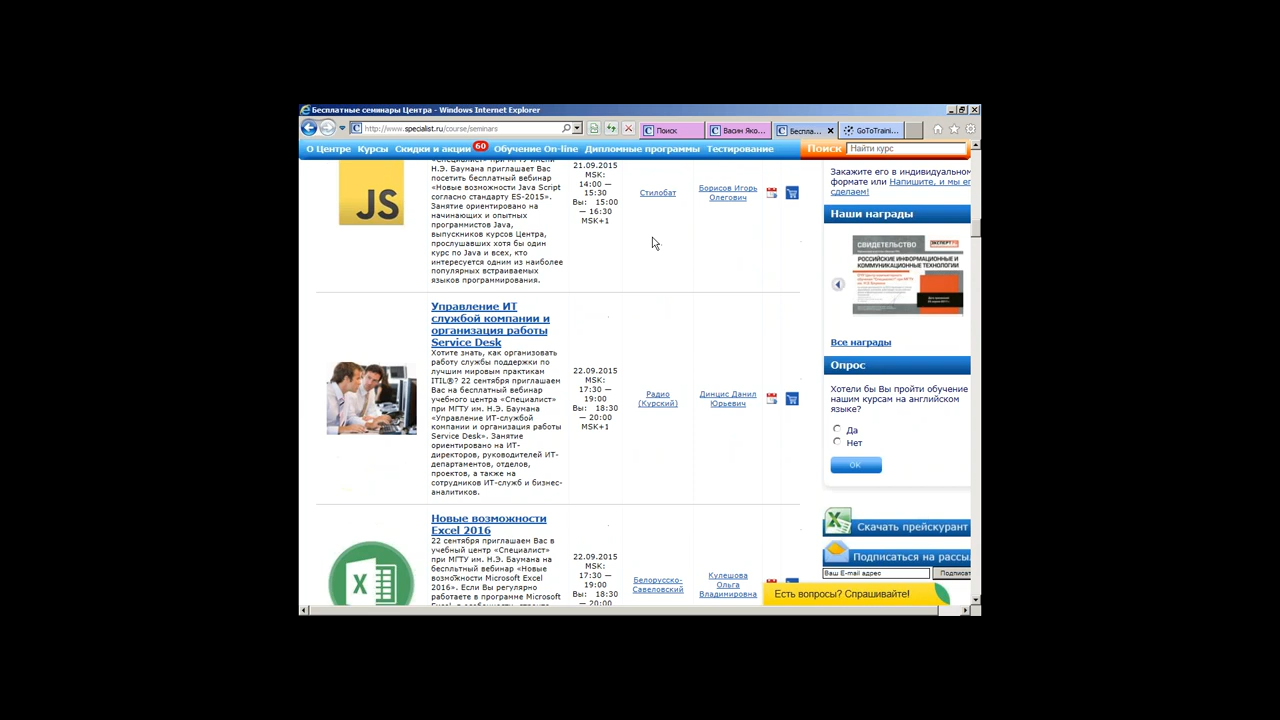 Бесплатные семинары Центра - Windows Internet Explorer
http://www.specialist.ru/course/seminars
Поиск
Васин Яко...
Беспла...
GoToTraini...
О Центре Курсы Скидки и акции 60 Обучение On-line Дипломные программы Тестирование
Поиск Найти курс
«Специалист» при МГТУ имени
Н.Э. Баумана приглашает Вас
посетить бесплатный вебинар
«Новые возможности Java Script
согласно стандарту ES-2015».
Занятие ориентировано на
начинающих и опытных
программистов Java,
выпускников курсов Центра,
прослушавших хотя бы один
курс по Java и всех, кто
интересуется одним из наиболее
популярных встраиваемых
языков программирования.
JS
21.09.2015
MSK:
14:00 —
15:30
Вы: 15:00
— 16:30
MSK+1
Стилобат
Борисов Игорь
Олегович
Управление ИТ
службой компании и
организация работы
Service Desk
Хотите знать, как организовать
работу службы поддержки по
лучшим мировым практикам
ITIL®? 22 сентября приглашаем
Вас на бесплатный вебинар
учебного центра «Специалист»
при МГТУ им. Н.Э. Баумана
«Управление ИТ-службой
компании и организация работы
Service Desk». Занятие
ориентировано на ИТ-
директоров, руководителей ИТ-
департаментов, отделов,
проектов, а также на
сотрудников ИТ-служб и бизнес-
аналитиков.
22.09.2015
MSK:
17:30 —
19:00
Вы: 18:30
— 20:00
MSK+1
Радио
(Курский)
Динцис Данил
Юрьевич
Новые возможности
Excel 2016
22 сентября приглашаем Вас в
учебный центр «Специалист»
при МГТУ им. Н.Э. Баумана на
бесплатный вебинар «Новые
возможности Microsoft Excel
2016». Если Вы регулярно
работаете в программе Microsoft
22.09.2015
MSK:
17:30 —
19:00
Вы: 18:30
— 20:00
Белорусско-
Савеловский
Кулешова
Ольга
Владимировна
Закажите его в индивидуальном
формате или Напишите, и мы ег
сделаем!
Наши награды
СВИДЕТЕЛЬСТВО
ЭКСПЕРТ
РОССИЙСКИЕ ИНФОРМАЦИОННЫЕ И
КОММУНИКАЦИОННЫЕ ТЕХНОЛОГИИ
Все награды
Опрос
Хотели бы Вы пройти обучение
нашим курсам на английском
языке?
Да
Нет
OK
Скачать прейскурант
Подписаться на рассы
Ваш E-mail адрес
Подписат
Есть вопросы? Спрашивайте!